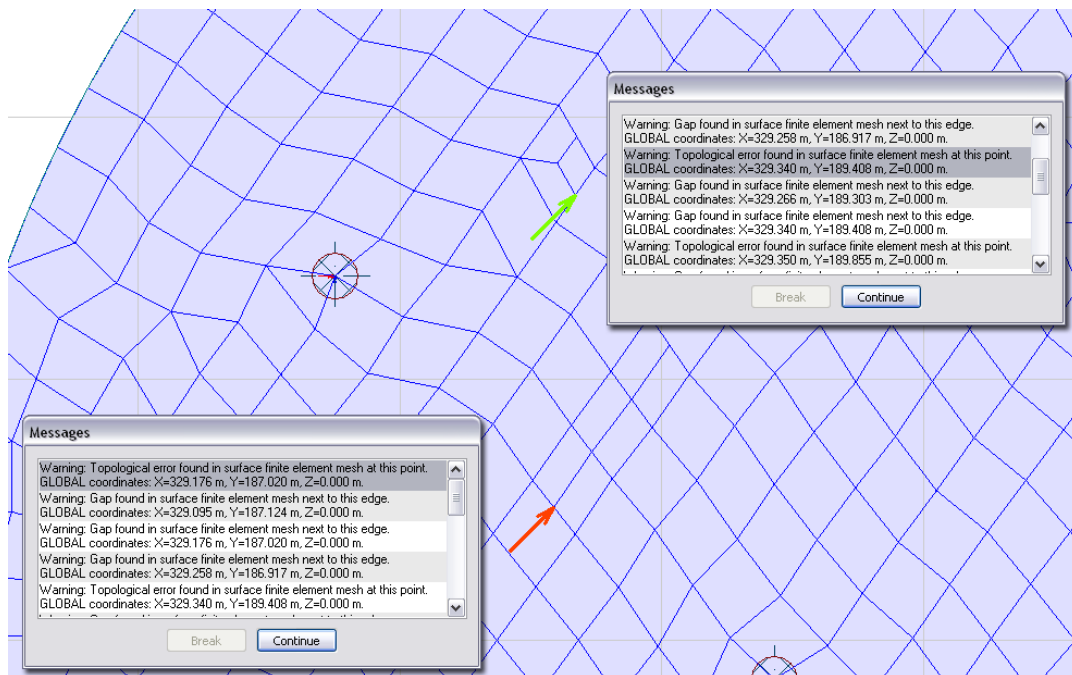 Messages
Warning: Gap found in surface finite element mesh next to this edge.
GLOBAL coordinates: X=329.258 m, Y=186.917 m, Z=0.000 m.
Warning: Topological error found in surface finite element mesh at this point.
GLOBAL coordinates: X=329.340 m, Y=189.408 m, Z=0.000 m.
Warning: Gap found in surface finite element mesh next to this edge.
GLOBAL coordinates: X=329.266 m, Y=189.303 m, Z=0.000 m.
Warning: Gap found in surface finite element mesh next to this edge.
GLOBAL coordinates: X=329.340 m, Y=189.408 m, Z=0.000 m.
Warning: Topological error found in surface finite element mesh at this point.
GLOBAL coordinates: X=329.350 m, Y=189.855 m, Z=0.000 m.
Break Continue
Messages
Warning: Topological error found in surface finite element mesh at this point.
GLOBAL coordinates: X=329.176 m, Y=187.020 m, Z=0.000 m.
Warning: Gap found in surface finite element mesh next to this edge.
GLOBAL coordinates: X=329.095 m, Y=187.124 m, Z=0.000 m.
Warning: Gap found in surface finite element mesh next to this edge.
GLOBAL coordinates: X=329.176 m, Y=187.020 m, Z=0.000 m.
Warning: Gap found in surface finite element mesh next to this edge.
GLOBAL coordinates: X=329.258 m, Y=186.917 m, Z=0.000 m.
Warning: Topological error found in surface finite element mesh at this point.
GLOBAL coordinates: X=329.340 m, Y=189.408 m, Z=0.000 m.
Break Continue